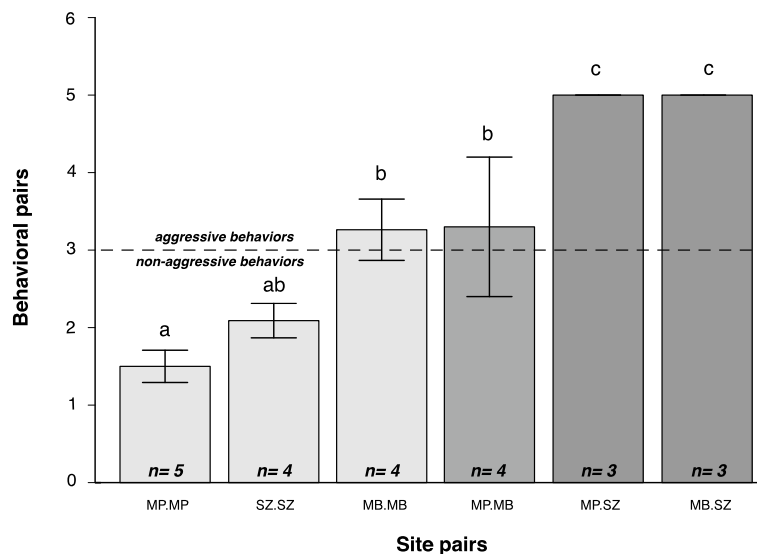 6
5
4
3
2
1
0
Behavioral pairs
c c
b b
aggressive behaviors
non-aggressive behaviors
ab
a
n= 5 n= 4 n= 4 n= 4 n= 3 n= 3
MP.MP SZ.SZ MB.MB MP.MB MP.SZ MB.SZ
Site pairs